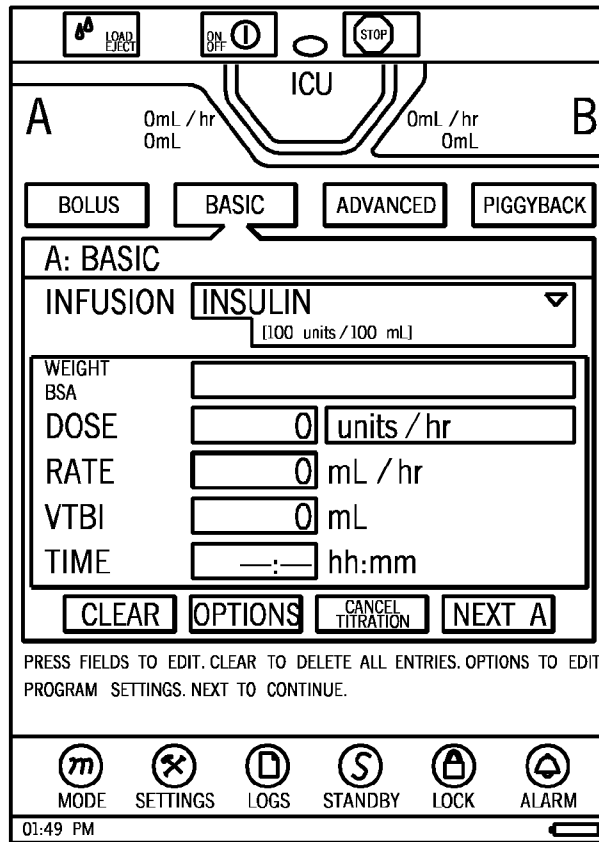 LOAD
EJECT
ON
OFF
STOP
ICU
A
0mL / hr
0mL
0mL / hr
0mL
B
BOLUS BASIC ADVANCED PIGGYBACK
A: BASIC
INFUSION INSULIN
[100 units / 100 mL]
WEIGHT
BSA
DOSE 0 units / hr
RATE 0 mL / hr
VTBI 0 mL
TIME —:— hh:mm
CLEAR OPTIONS CANCEL TITRATION NEXT A
PRESS FIELDS TO EDIT. CLEAR TO DELETE ALL ENTRIES. OPTIONS TO EDIT
PROGRAM SETTINGS. NEXT TO CONTINUE.
m S
MODE SETTINGS LOGS STANDBY LOCK ALARM
01:49 PM